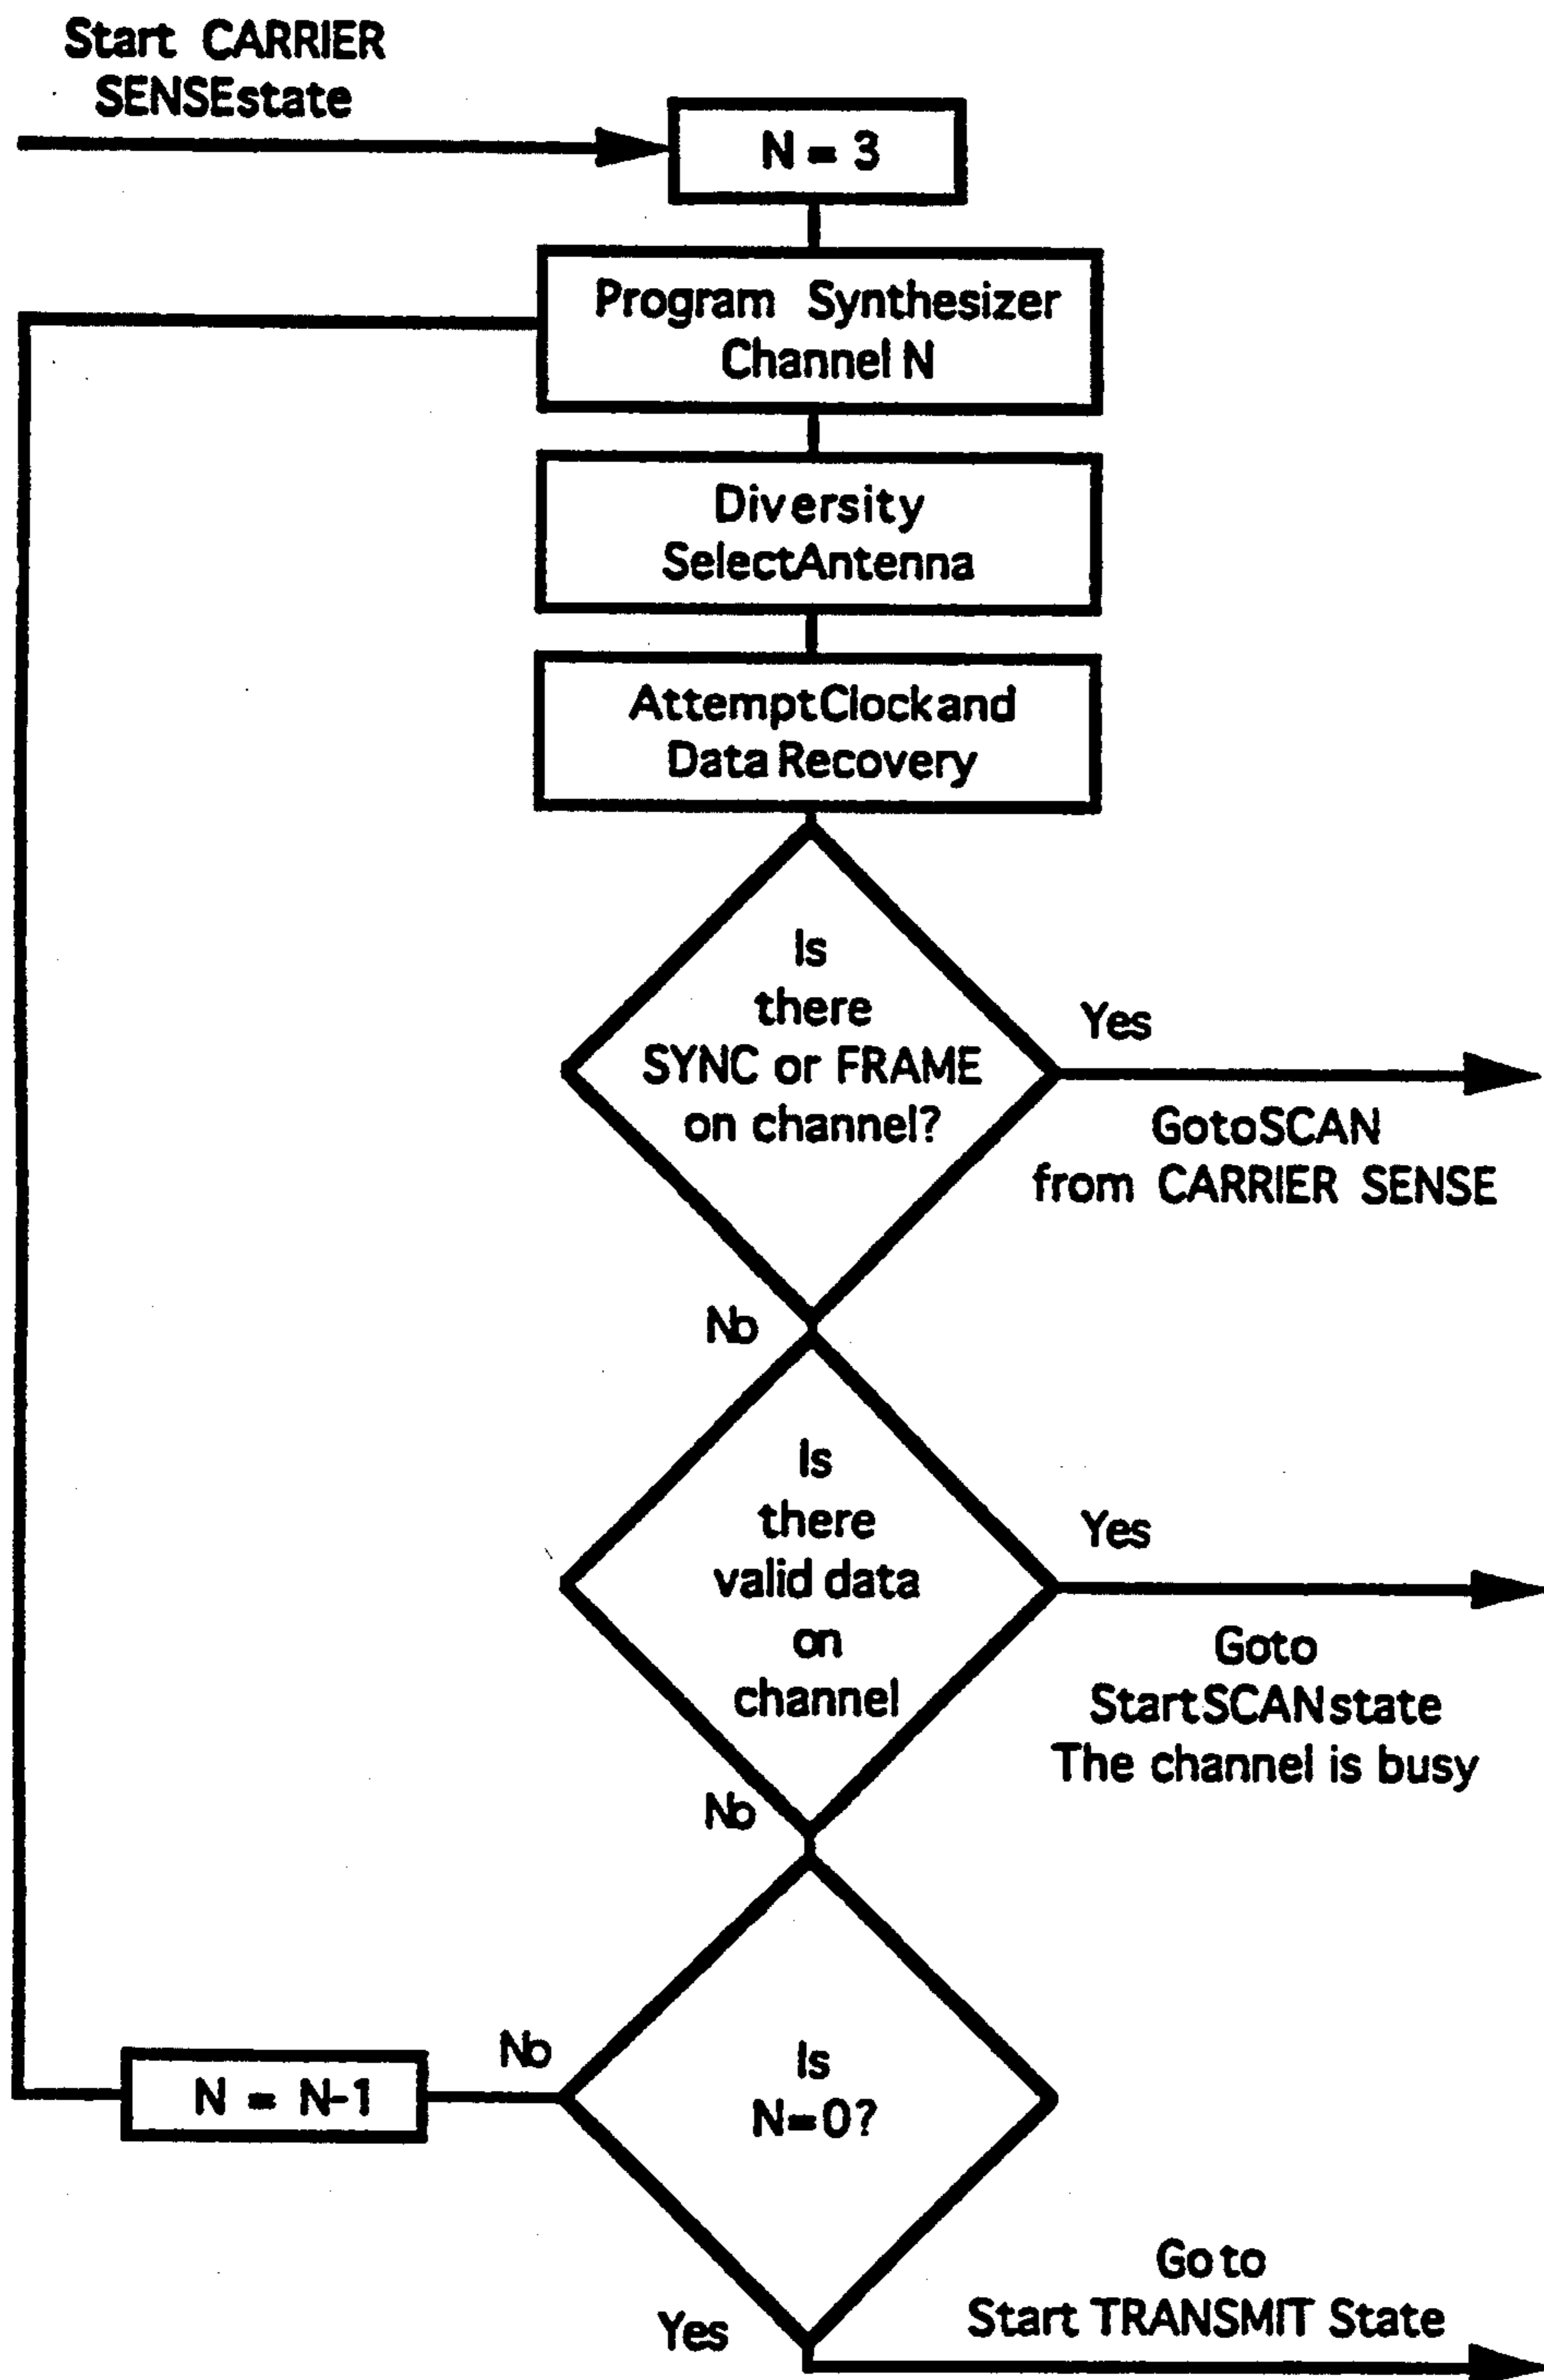 Start CARRIER
SENSEstate
N = 3
Program Synthesizer
Channel N
Diversity
SelectAntenna
AttemptClockand
Data Recovery
Is
there
SYNC or FRAME
on channel?
Yes
GotoSCAN
from CARRIER SENSE
No
Is
there
valid data
on
channel
Yes
Goto
StartSCANstate
The channel is busy
No
Is
N=0?
No
N = N-1
Yes
Go to
Start TRANSMIT State